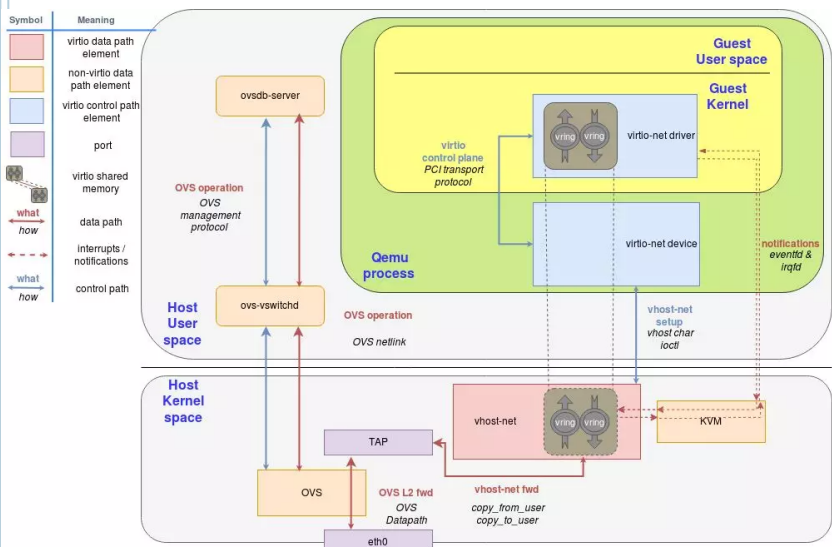 Symbol
Meaning
virtio data path
element
non-virtio data
path element
virtio control path
element
port
virtio shared
memory
what
how
data path
interrupts /
notifications
what
how
control path
Guest
User space
Guest
Kernel
vring
vring
virtio-net driver
virtio
control plane
PCI transport
protocol
virtio-net device
Qemu
process
notifications
eventfd &
irqfd
ovsdb-server
OVS operation
OVS
management
protocol
ovs-vswitchd
Host
User
space
OVS operation
OVS netlink
vhost-net
setup
vhost char
ioctl
Host
Kernel
space
vhost-net
vring
vring
KVM
TAP
OVS
OVS L2 fwd
OVS
Datapath
vhost-net fwd
copy_from_user
copy_to_user
eth0